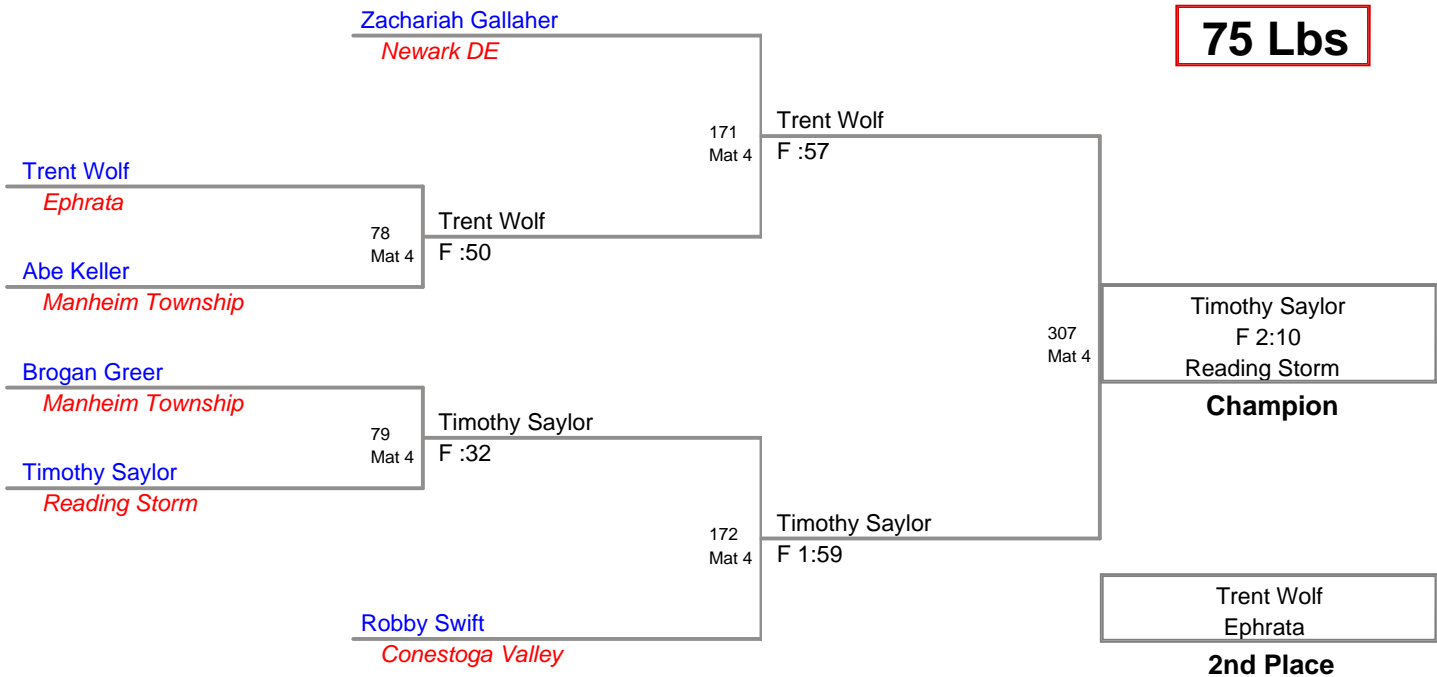 Zachariah Gallaher
Newark DE
75 Lbs
171
Mat 4
Trent Wolf
F :57
Trent Wolf
Ephrata
78
Mat 4
Trent Wolf
F :50
Abe Keller
Manheim Township
307
Mat 4
Timothy Saylor
F 2:10
Reading Storm
Champion
Brogan Greer
Manheim Township
79
Mat 4
Timothy Saylor
F :32
Timothy Saylor
Reading Storm
172
Mat 4
Timothy Saylor
F 1:59
Robby Swift
Conestoga Valley
Trent Wolf
Ephrata
2nd Place